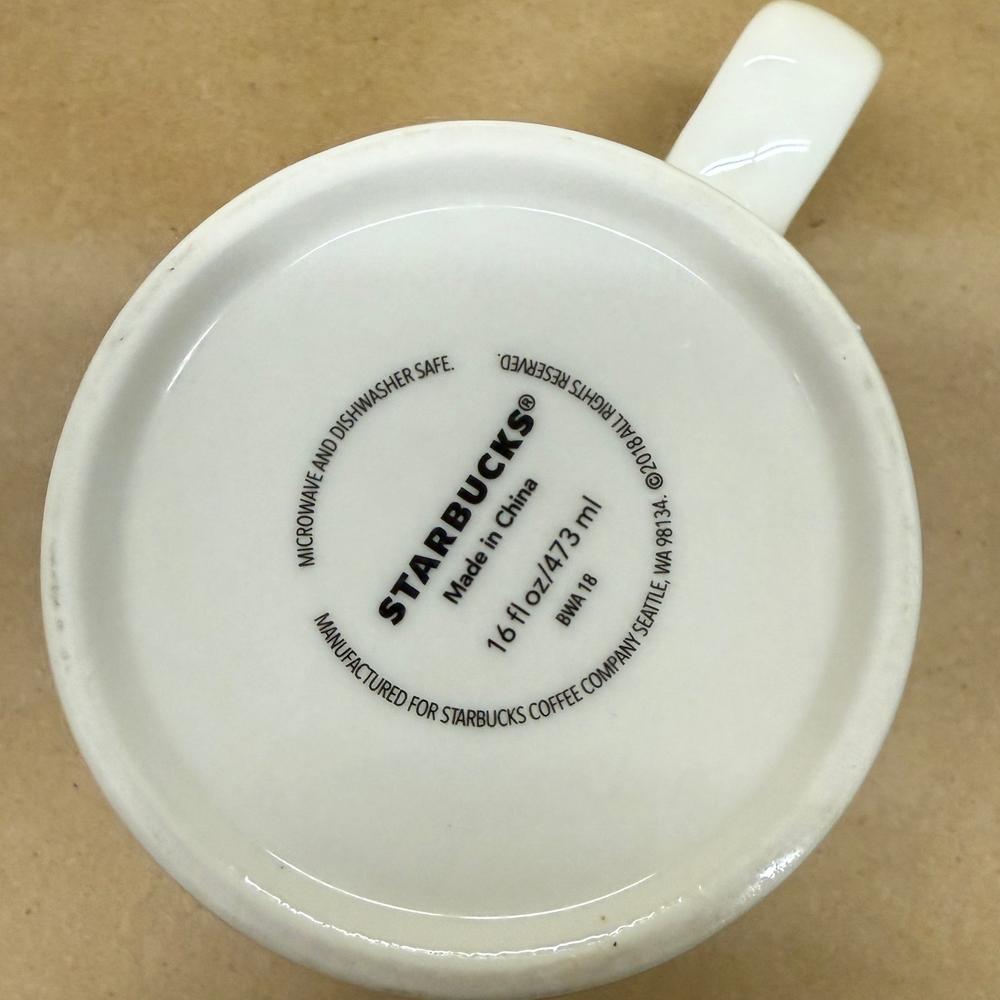 MICROWAVE AND DISHWASHER SAFE.
STARBUCKS®
Made in China
16 fl oz/473 ml
BWA 18
MANUFACTURED FOR STARBUCKS COFFEE COMPANY SEATTLE, WA 98134. ©2018 ALL RIGHTS RESERVED.